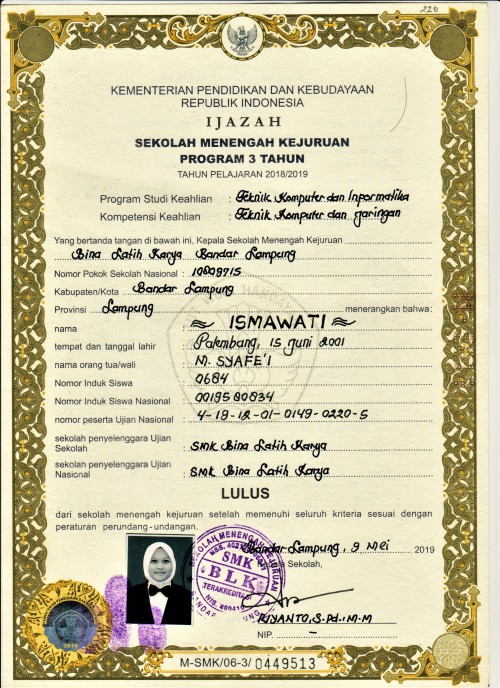 220
KEMENTERIAN PENDIDIKAN DAN KEBUDAYAAN
REPUBLIK INDONESIA
IJAZAH
SEKOLAH MENENGAH KEJURUAN
PROGRAM 3 TAHUN
TAHUN PELAJARAN 2018/2019
Program Studi Keahlian : Teknik Komputer dan Informatika
Kompetensi Keahlian : Teknik Komputer dan Jaringan
Yang bertanda tangan di bawah ini, Kepala Sekolah Menengah Kejuruan
Bina Latih Karya Bandar Lampung
Nomor Pokok Sekolah Nasional : 10809715
Kabupaten/Kota Bandar Lampung
Provinsi Lampung menerangkan bahwa:
nama ISMAWATI
tempat dan tanggal lahir : Palembang, 15 Juni 2001
nama orang tua/wali : M. SYAFE'I
Nomor Induk Siswa : 0684
Nomor Induk Siswa Nasional : 0019580834
nomor peserta Ujian Nasional : 4-19-12-01-0149-0220-5
sekolah penyelenggara Ujian
Sekolah : SMK Bina Latih Karya
sekolah penyelenggara Ujian
Nasional : SMK Bina Latih Karya
LULUS
dari sekolah menengah kejuruan setelah memenuhi seluruh kriteria sesuai dengan
peraturan perundang-undangan.
Bandar Lampung, 9 Mei 2019
Kepala Sekolah,
SEKOLAH MENENGAH KEJURUAN
SMK
BLK
TERAKREDITASI
RIYANTO, S.Pd., M.M
NIP. -
2019
M-SMK/06-3/ 0449513